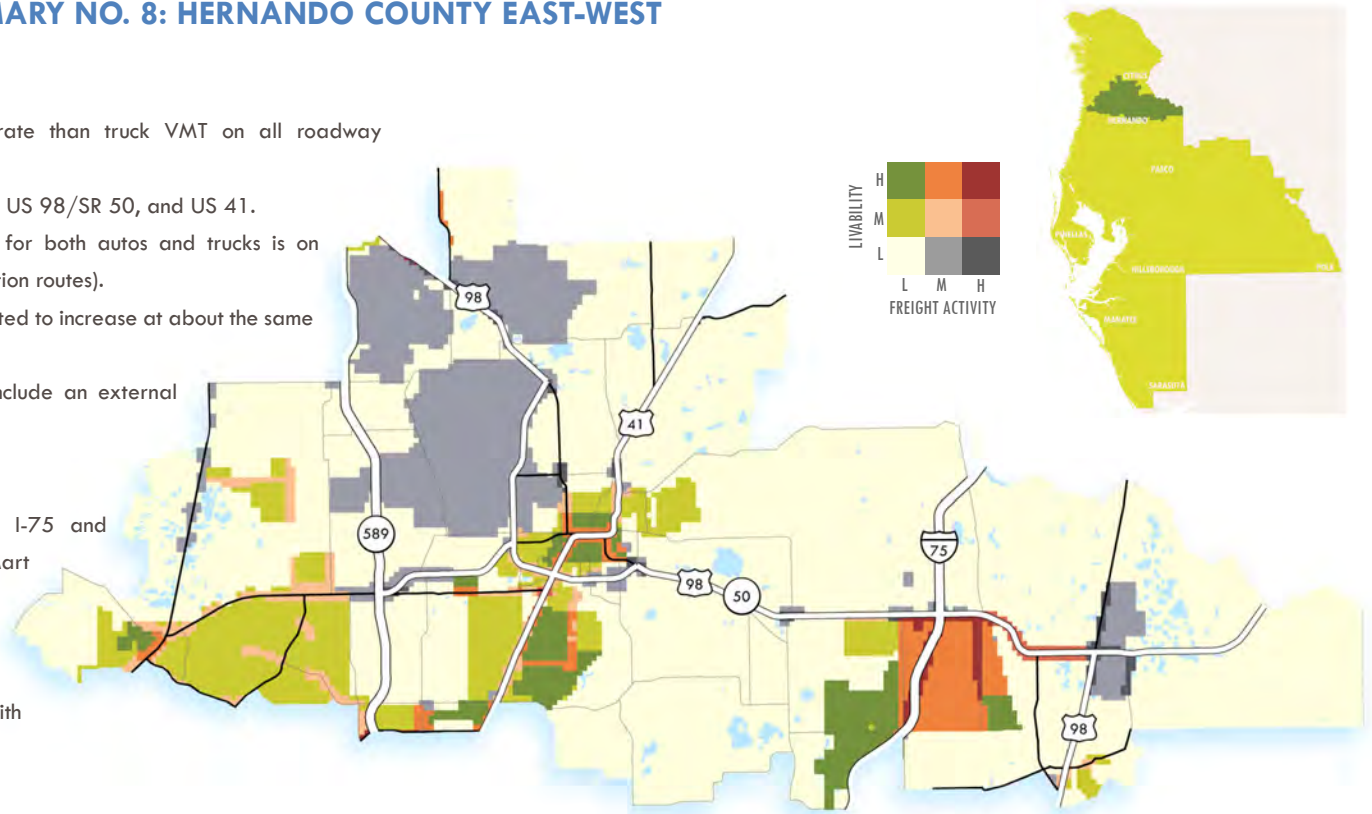 MARY NO. 8: HERNANDO COUNTY EAST-WEST
rate than truck VMT on all roadway
US 98/SR 50, and US 41.
for both autos and trucks is on
tion routes).
ted to increase at about the same
nclude an external
I-75 and
art
ith
LIVABILITY
H
M
L
L M H
FREIGHT ACTIVITY
CITRUS
HERNANDO
PASCO
PINELLAS
HILLSBOROUGH
POLK
MANATEE
SARASOTA
98
41
589
98
50
75
98